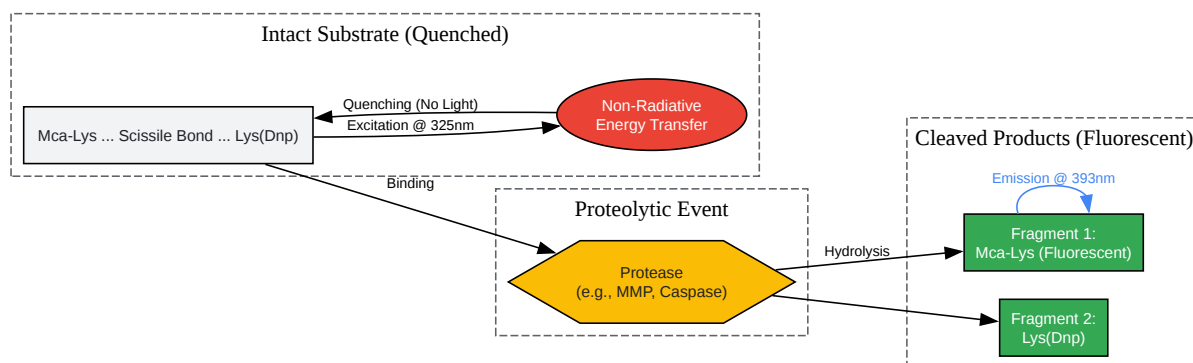 Intact Substrate (Quenched)
Mca-Lys ... Scissile Bond ... Lys(Dnp)
Quenching (No Light)
Excitation @ 325nm
Non-Radiative
Energy Transfer
Binding
Proteolytic Event
Protease
(e.g., MMP, Caspase)
Hydrolysis
Cleaved Products (Fluorescent)
Emission @ 393nm
Fragment 1:
Mca-Lys (Fluorescent)
Fragment 2:
Lys(Dnp)